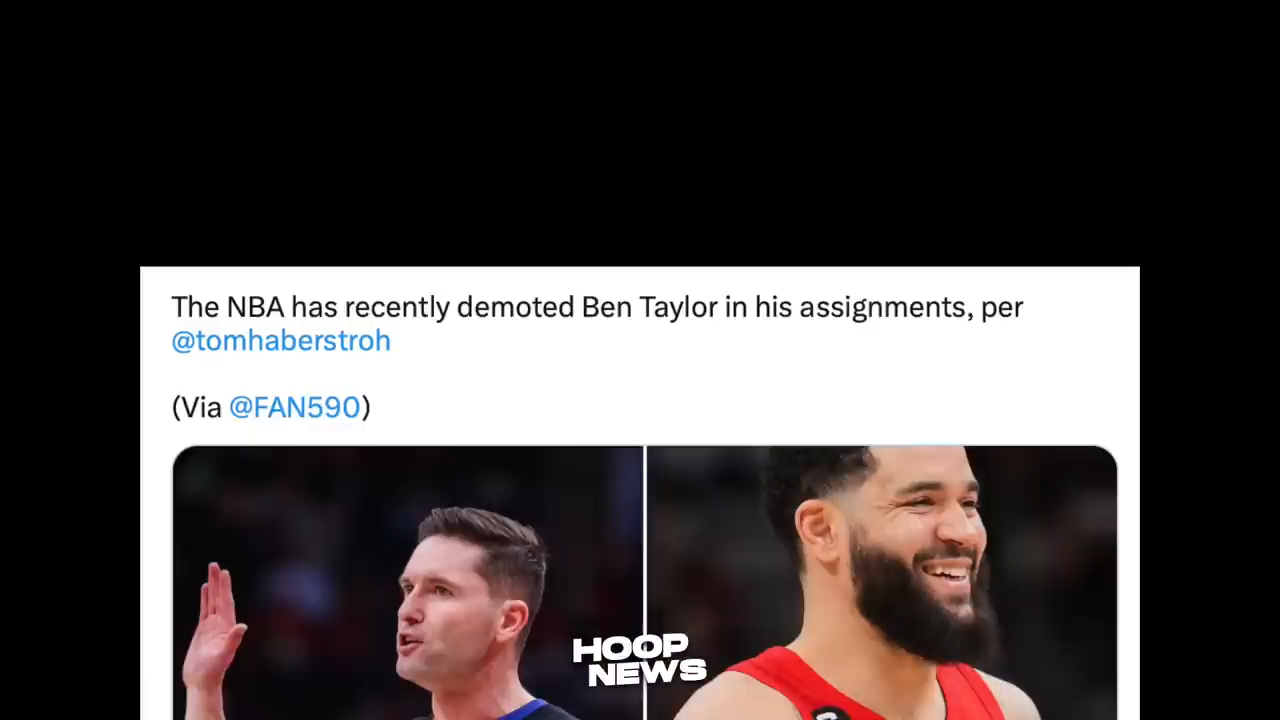 The NBA has recently demoted Ben Taylor in his assignments, per
@tomhaberstroh
(Via @FAN590)
HOOP
NEWS